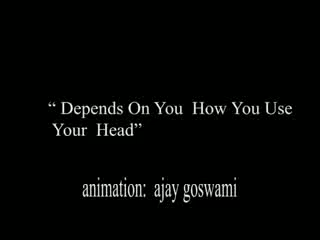 “ Depends On You  How You Use
Your  Head”
animation:  ajay goswami